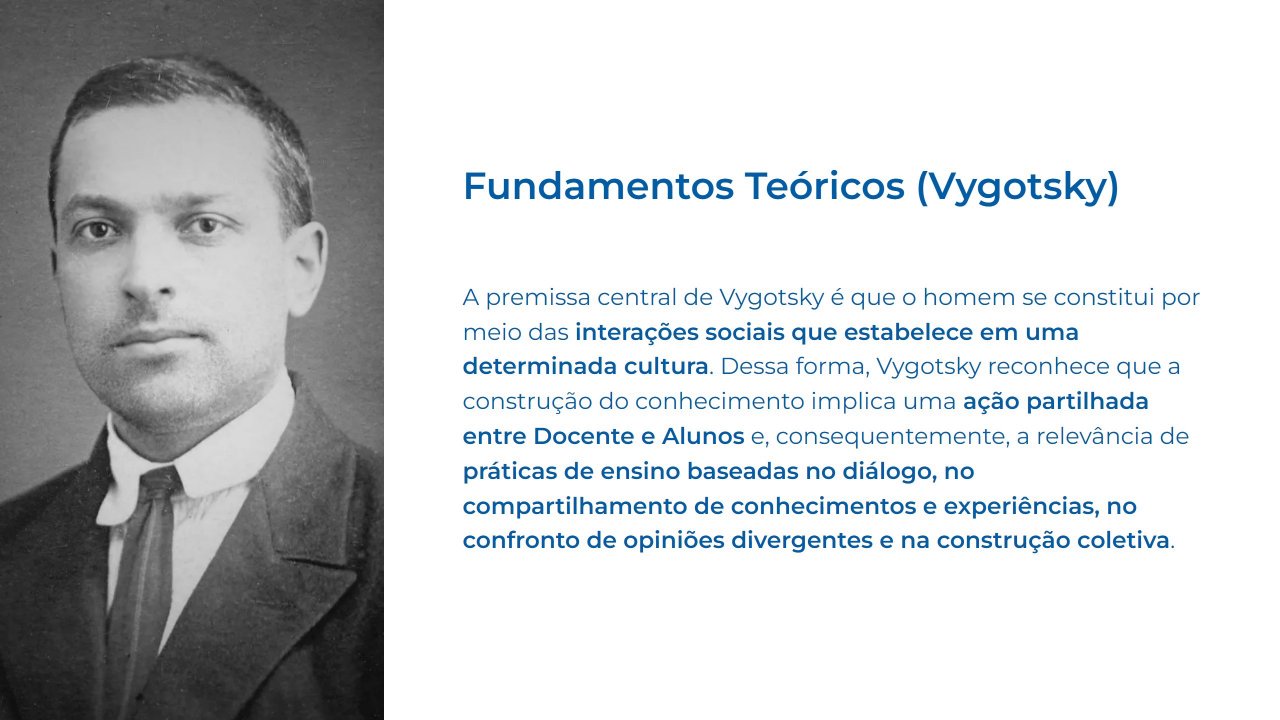 Fundamentos Teóricos (Vygotsky)
A premissa central de Vygotsky é que o homem se constitui por
meio das interações sociais que estabelece em uma
determinada cultura. Dessa forma, Vygotsky reconhece que a
construção do conhecimento implica uma ação partilhada
entre Docente e Alunos e, consequentemente, a relevância de
práticas de ensino baseadas no diálogo, no
compartilhamento de conhecimentos e experiências, no
confronto de opiniões divergentes e na construção coletiva.